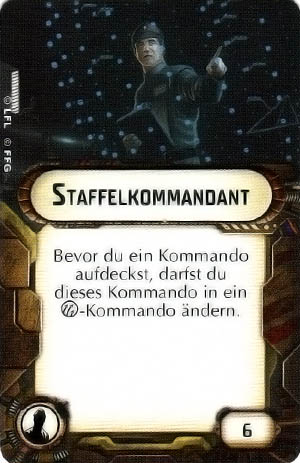 © LFL © FFG
STAFFELKOMMANDANT
Bevor du ein Kommando
aufdeckst, darfst du
dieses Kommando in ein
-Kommando ändern.
6